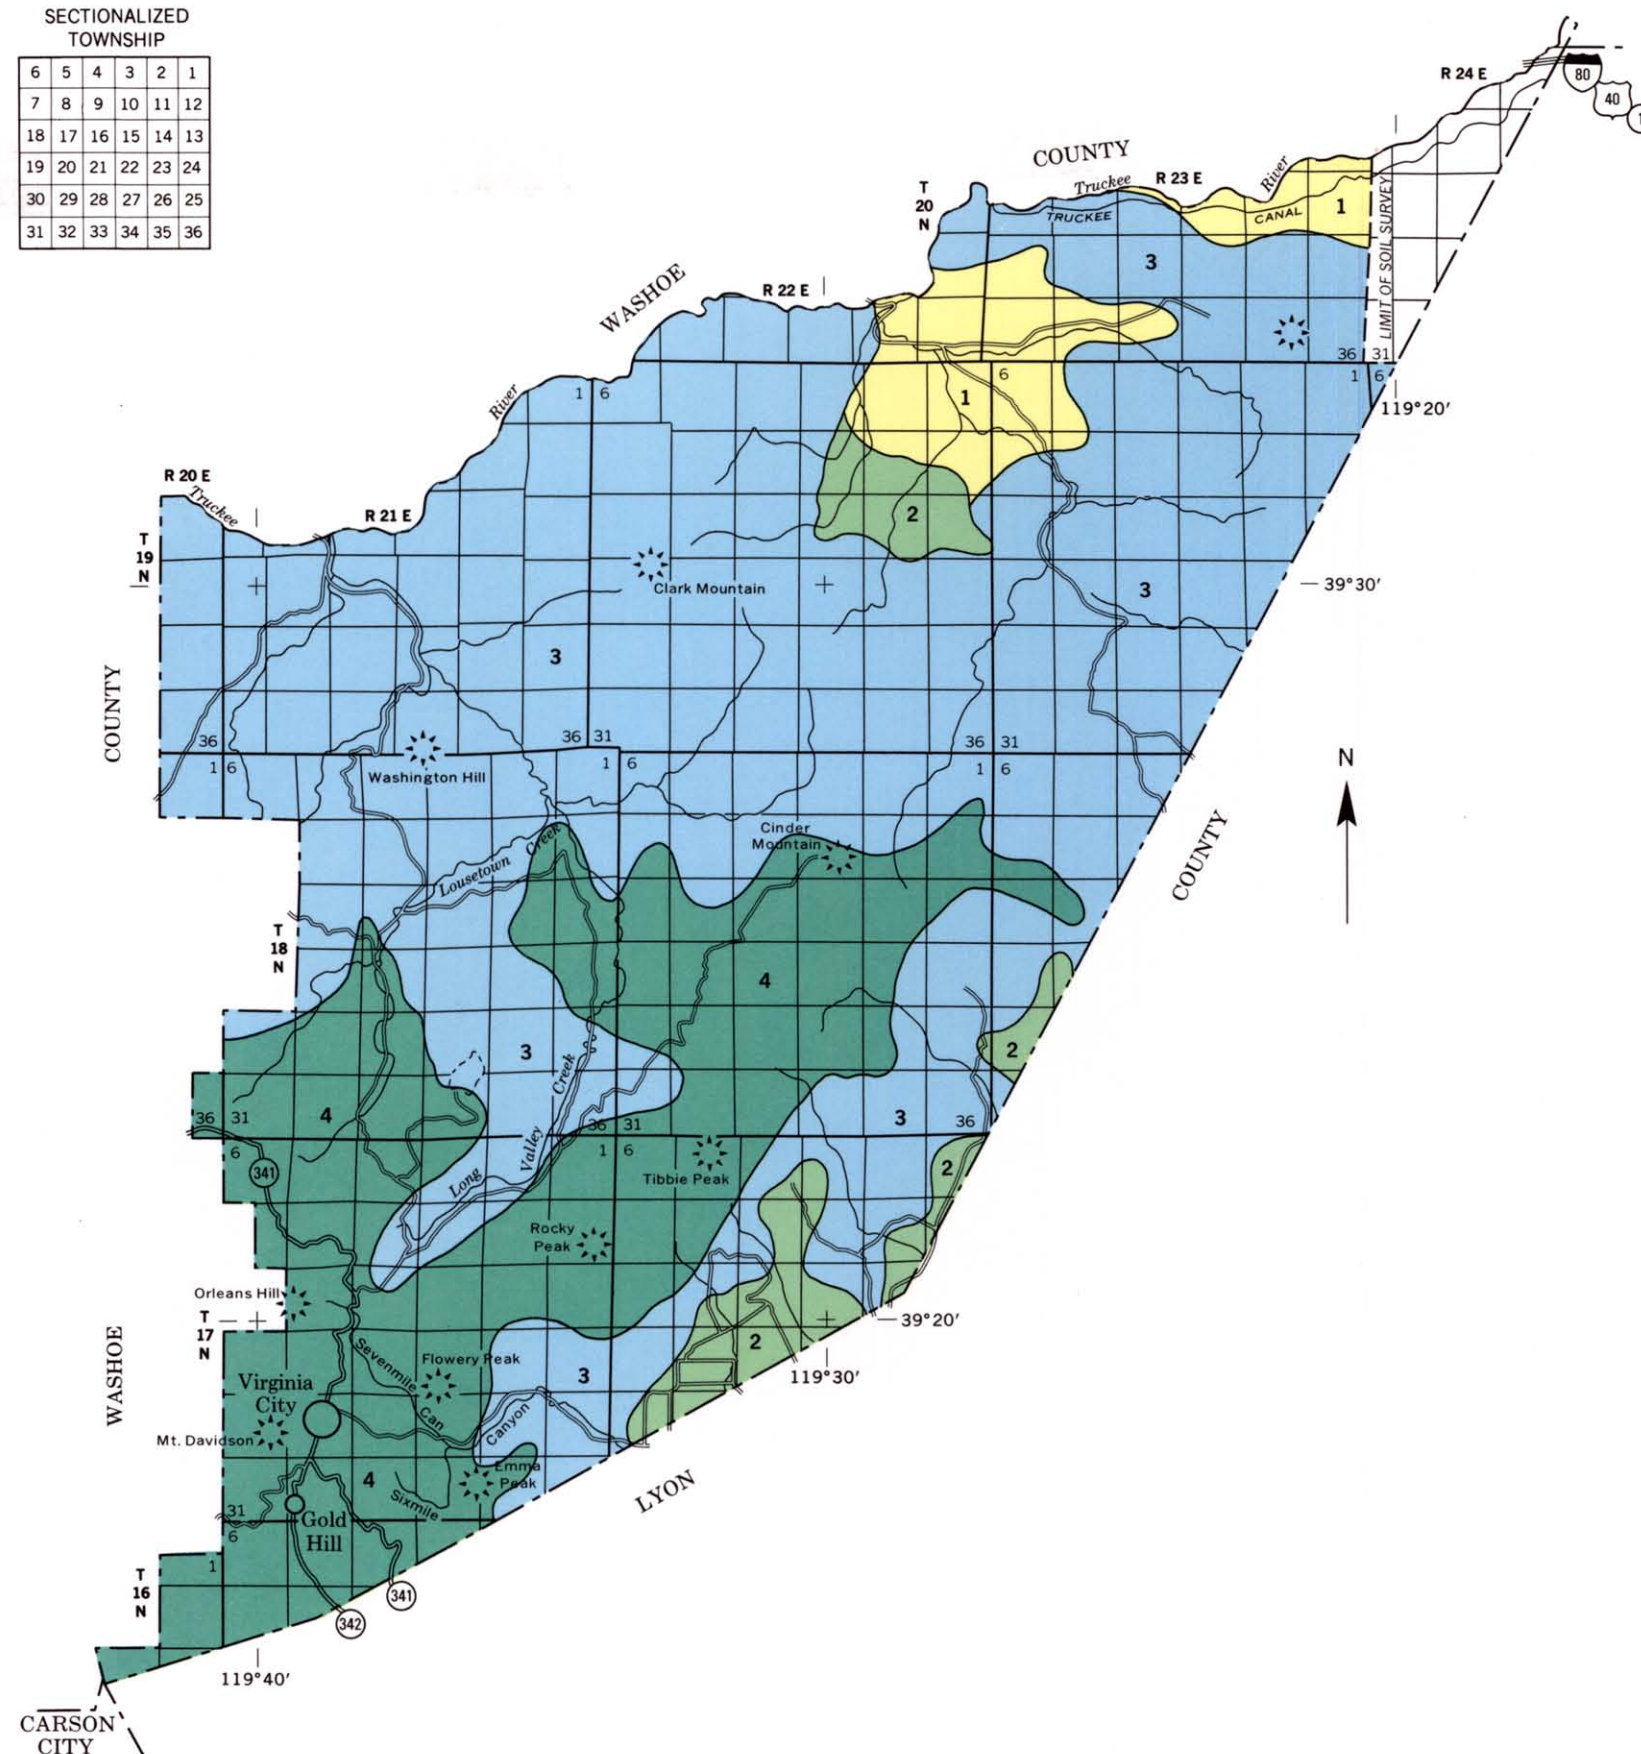 SECTIONALIZED
TOWNSHIP
6 5 4 3 2 1
7 8 9 10 11 12
18 17 16 15 14 13
19 20 21 22 23 24
30 29 28 27 26 25
31 32 33 34 35 36
R 24 E
80
40
COUNTY
Truckee
R 23 E
River
T
20
N
TRUCKEE
CANAL
1
LIMIT OF SOIL SURVEY
3
WASHOE
R 22 E
36 31
1 6
119°20′
6
1
1 6
River
R 20 E
Truckee
R 21 E
2
T
19
N
Clark Mountain
39°30′
3
3
COUNTY
36
1 6
36 31
1 6
36 31
1 6
Washington Hill
N
Cinder
Mountain
Lousetown Creek
COUNTY
T
18
N
4
3
2
Long Valley Creek
4
3
36 31
6
36 31
1 6
36
341
Tibbie Peak
2
Rocky
Peak
Orleans Hill
T
17
N
39°20′
2
Sevenmile Can
Flowery Peak
3
119°30′
Virginia
City
WASHOE
Canyon
Mt. Davidson
4
Emma
Peak
Sixmile
LYON
31
6
Gold
Hill
1
T
16
N
341
342
119°40′
CARSON
CITY